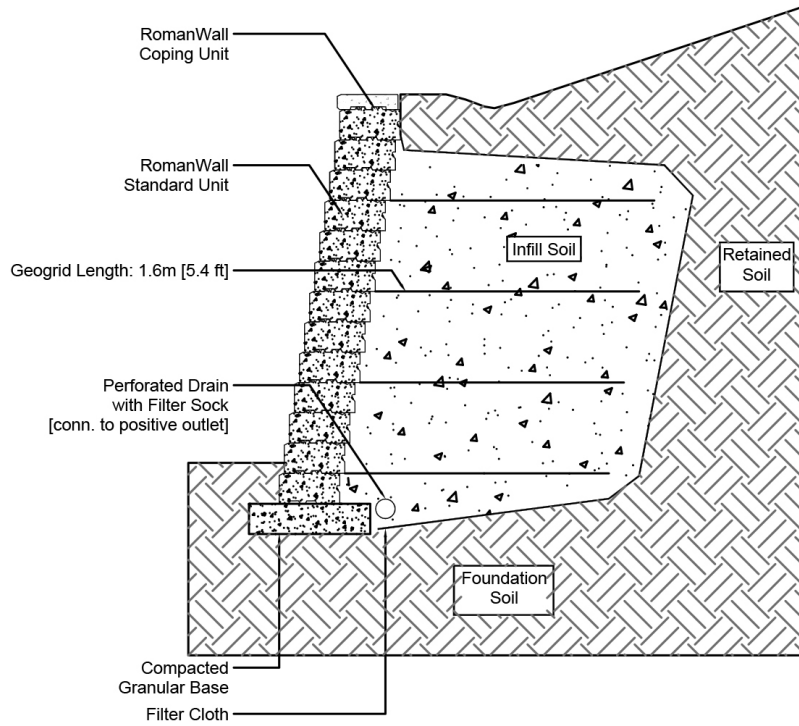 RomanWall
Coping Unit
RomanWall
Standard Unit
Infill Soil
Retained
Soil
Geogrid Length: 1.6m [5.4 ft]
Perforated Drain
with Filter Sock
[conn. to positive outlet]
Foundation
Soil
Compacted
Granular Base
Filter Cloth